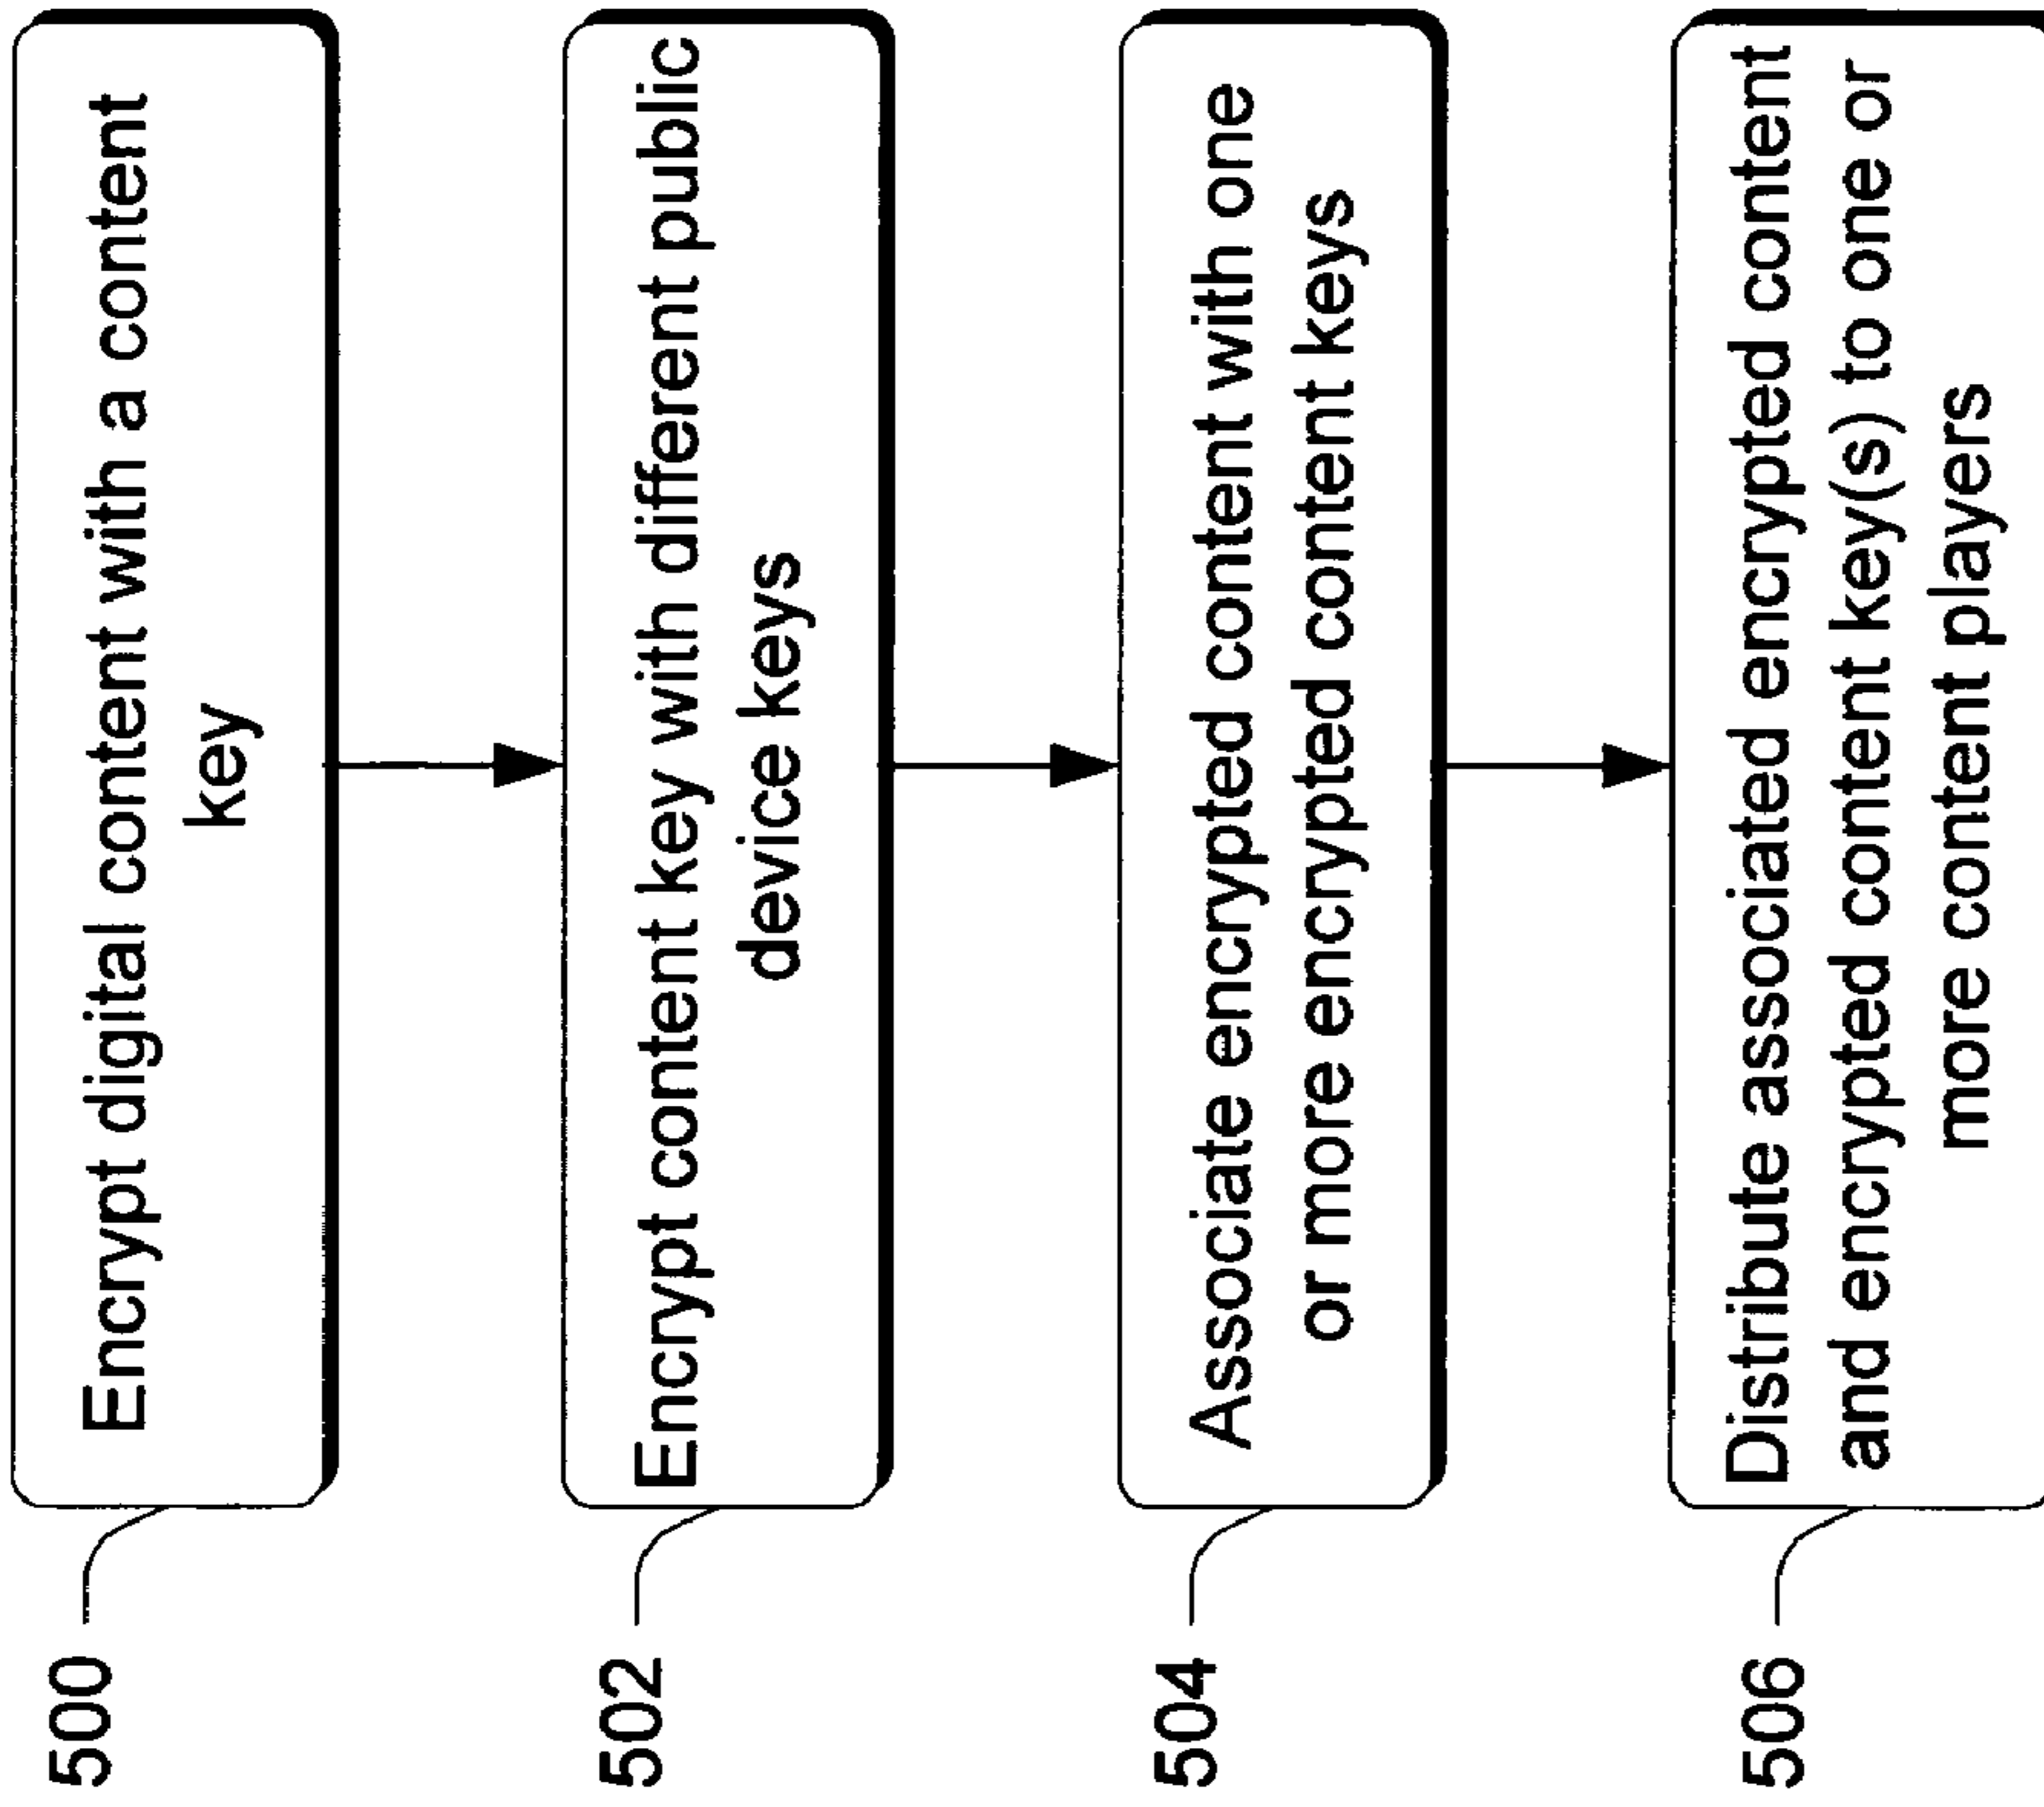 500
Encrypt digital content with a content
key
502
Encrypt content key with different public
device keys
504
Associate encrypted content with one
or more encrypted content keys
506
Distribute associated encrypted content
and encrypted content key(s) to one or
more content players